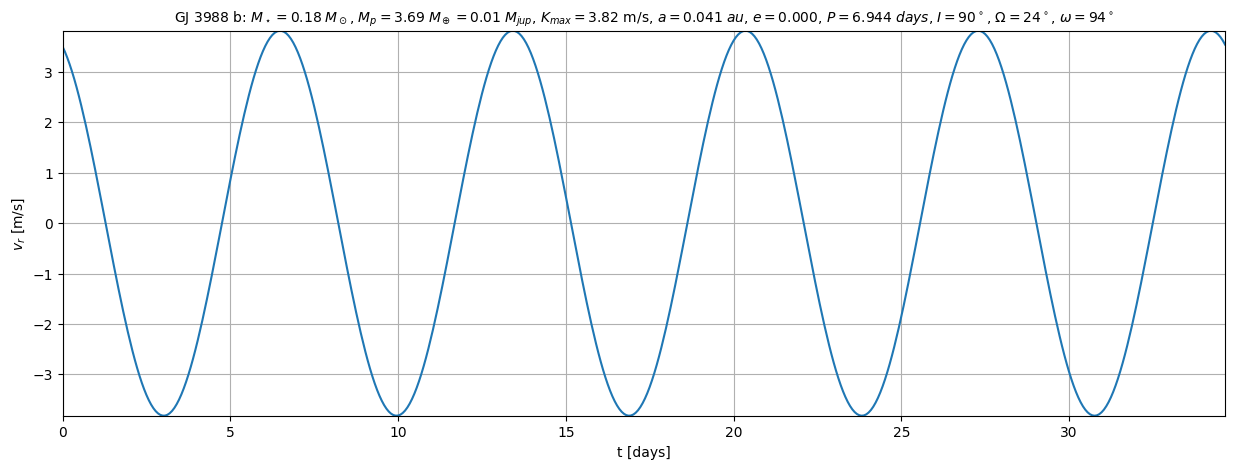 GJ 3988 b: M⋆ = 0.18 M⊙, Mp = 3.69 M⊕ = 0.01 Mjup, Kmax = 3.82 m/s, a = 0.041 au, e = 0.000, P = 6.944 days, I = 90°, Ω = 24°, ω = 94°
3
2
1
0
−1
−2
−3
vr [m/s]
0 5 10 15 20 25 30
t [days]